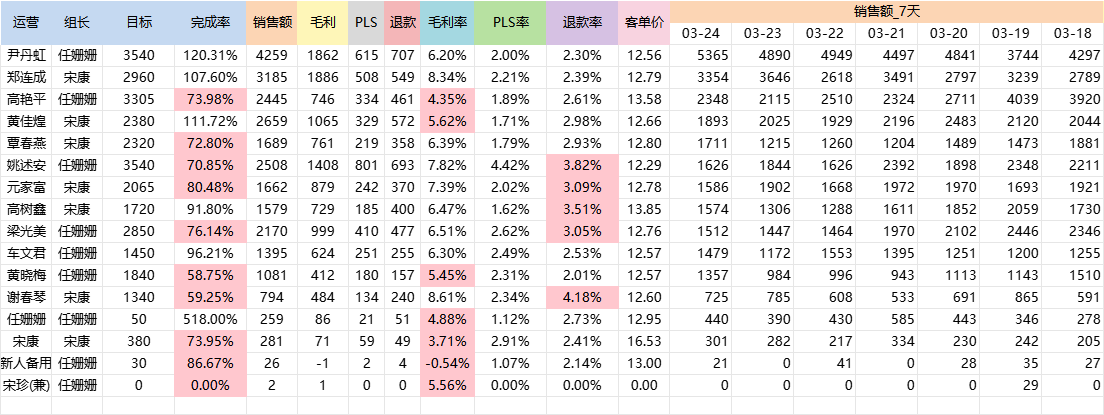 运营 组长 目标 完成率 销售额 毛利 PLS 退款 毛利率 PLS率 退款率 客单价 销售额_7天
03-24 03-23 03-22 03-21 03-20 03-19 03-18
尹丹虹 任姗姗 3540 120.31% 4259 1862 615 707 6.20% 2.00% 2.30% 12.56 5365 4890 4949 4497 4841 3744 4297
郑连成 宋康 2960 107.60% 3185 1886 508 549 8.34% 2.21% 2.39% 12.79 3354 3646 2618 3491 2797 3239 2789
高艳平 任姗姗 3305 73.98% 2445 746 334 461 4.35% 1.89% 2.61% 13.58 2348 2115 2510 2324 2711 4039 3920
黄佳煌 宋康 2380 111.72% 2659 1065 329 572 5.62% 1.71% 2.98% 12.66 1893 2025 1929 2196 2483 2120 2044
覃春燕 宋康 2320 72.80% 1689 761 219 358 6.39% 1.79% 2.93% 12.80 1711 1215 1260 1204 1489 1473 1881
姚述安 任姗姗 3540 70.85% 2508 1408 801 693 7.82% 4.42% 3.82% 12.29 1626 1844 1626 2392 1898 2348 2211
元家富 宋康 2065 80.48% 1662 879 242 370 7.39% 2.02% 3.09% 12.78 1586 1902 1668 1972 1970 1693 1921
高树鑫 宋康 1720 91.80% 1579 729 185 400 6.47% 1.62% 3.51% 13.85 1574 1306 1288 1611 1852 2059 1730
梁光美 任姗姗 2850 76.14% 2170 999 410 477 6.51% 2.62% 3.05% 12.76 1512 1447 1464 1970 2102 2446 2346
车文君 任姗姗 1450 96.21% 1395 624 251 255 6.30% 2.49% 2.53% 12.57 1479 1172 1553 1395 1251 1200 1255
黄晓梅 任姗姗 1840 58.75% 1081 412 180 157 5.45% 2.31% 2.01% 12.57 1357 984 996 943 1113 1143 1510
谢春琴 宋康 1340 59.25% 794 484 134 240 8.61% 2.34% 4.18% 12.60 725 785 608 533 691 865 591
任姗姗 任姗姗 50 518.00% 259 86 21 51 4.88% 1.12% 2.73% 12.95 440 390 430 585 443 346 278
宋康 宋康 380 73.95% 281 71 59 49 3.71% 2.91% 2.41% 16.53 301 282 217 334 230 242 205
新人备用 任姗姗 30 86.67% 26 -1 2 4 -0.54% 1.07% 2.14% 13.00 21 0 41 0 28 35 27
宋珍(兼) 任姗姗 0 0.00% 2 1 0 0 5.56% 0.00% 0.00% 0.00 0 0 0 0 0 29 0